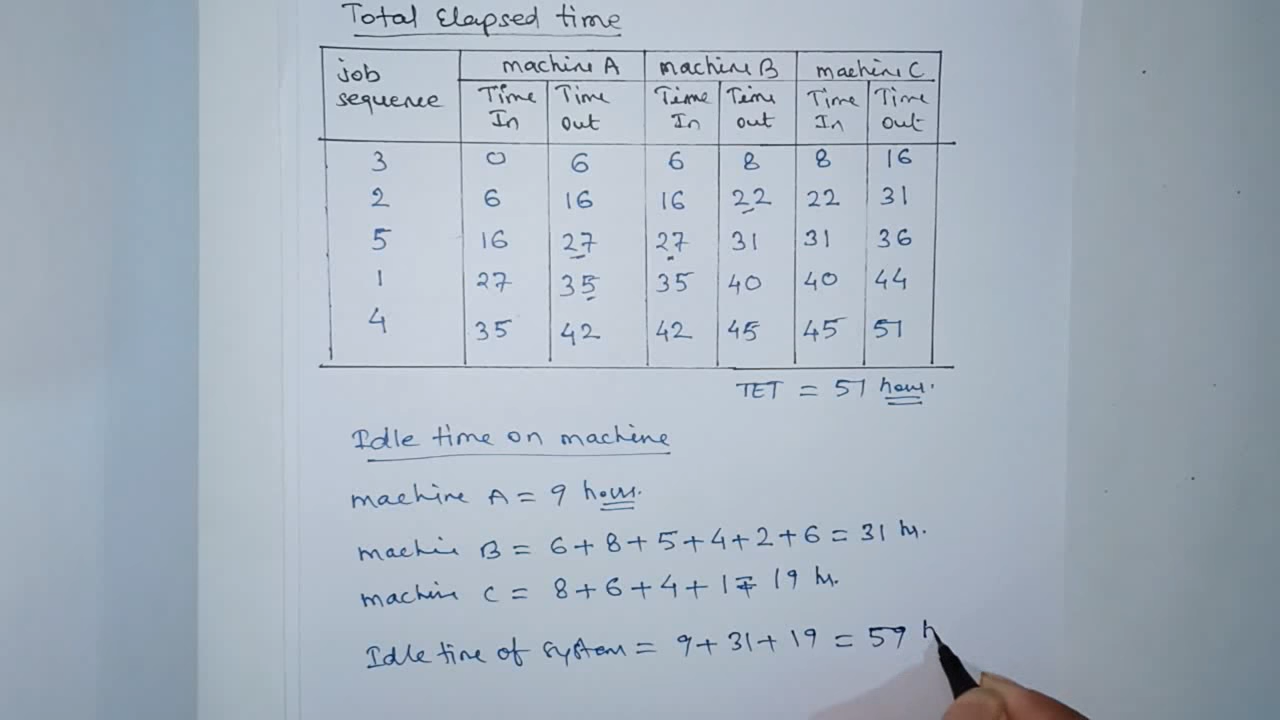 Total Elapsed time
job sequence machine A machine B machine C
Time In Time out Time In Time out Time In Time out
3 0 6 6 8 8 16
2 6 16 16 22 22 31
5 16 27 27 31 31 36
1 27 35 35 40 40 44
4 35 42 42 45 45 51
TET = 51 hours.
Idle time on machine
machine A = 9 hours.
machin B = 6+8+5+4+2+6 = 31 hr.
machine C = 8+6+4+1 = 19 hr.
Idle time of system = 9+31+19 = 59 h